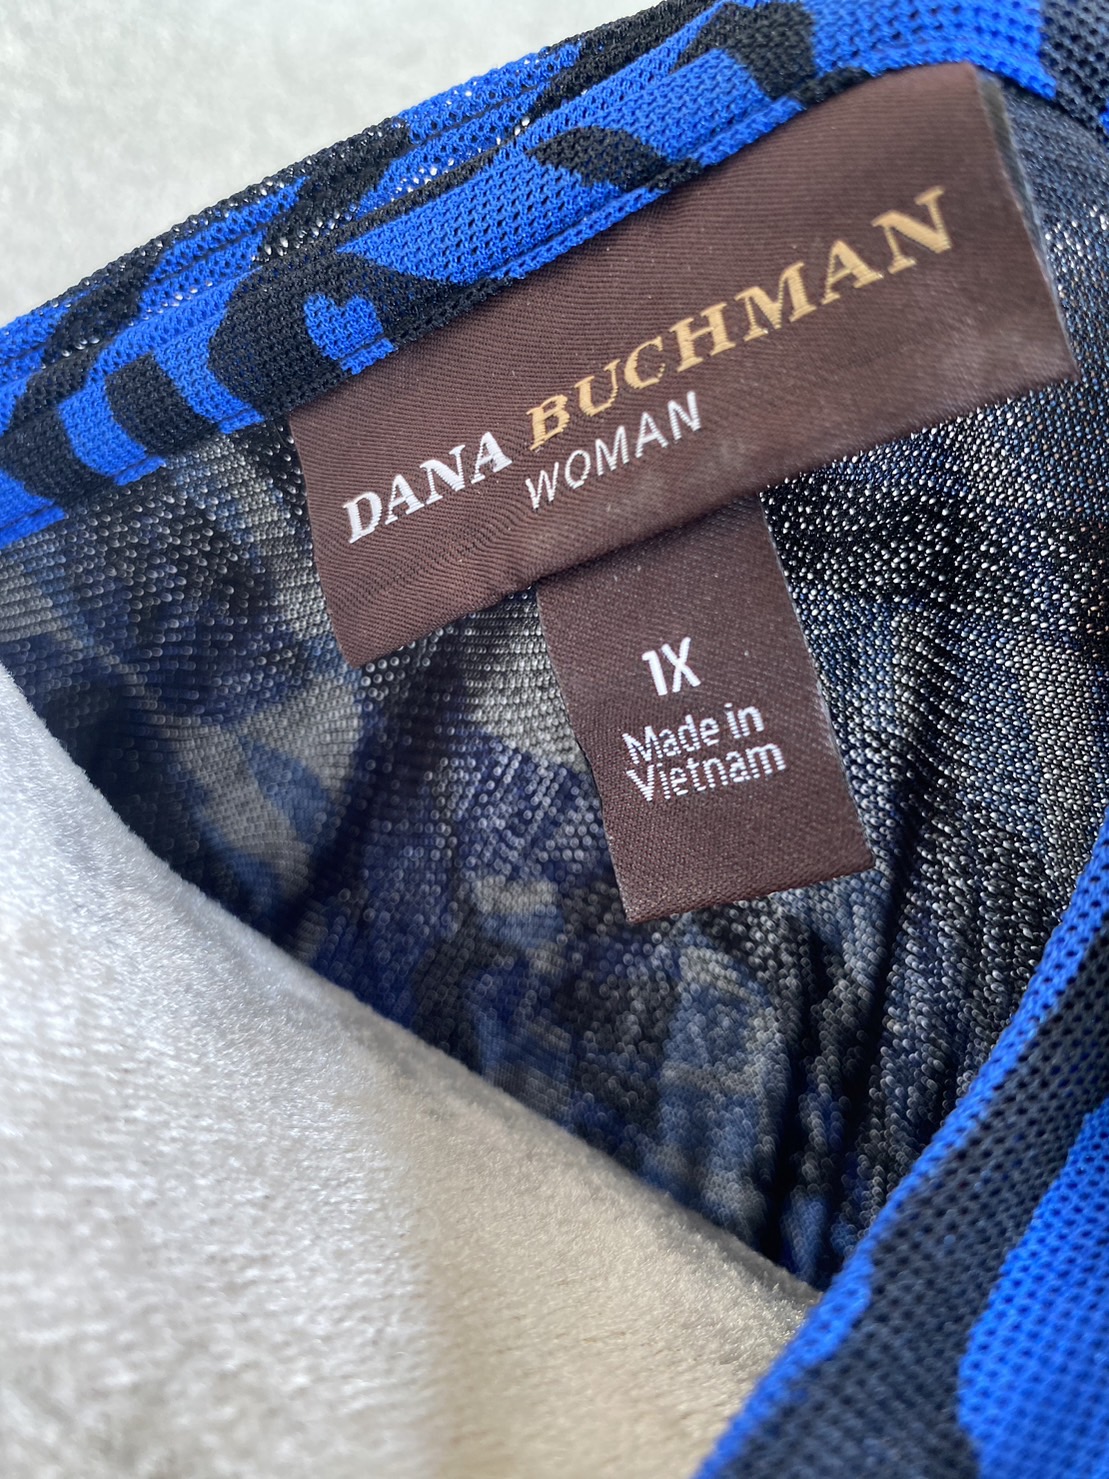 DANA BUCHMAN
WOMAN
1X
Made in
Vietnam